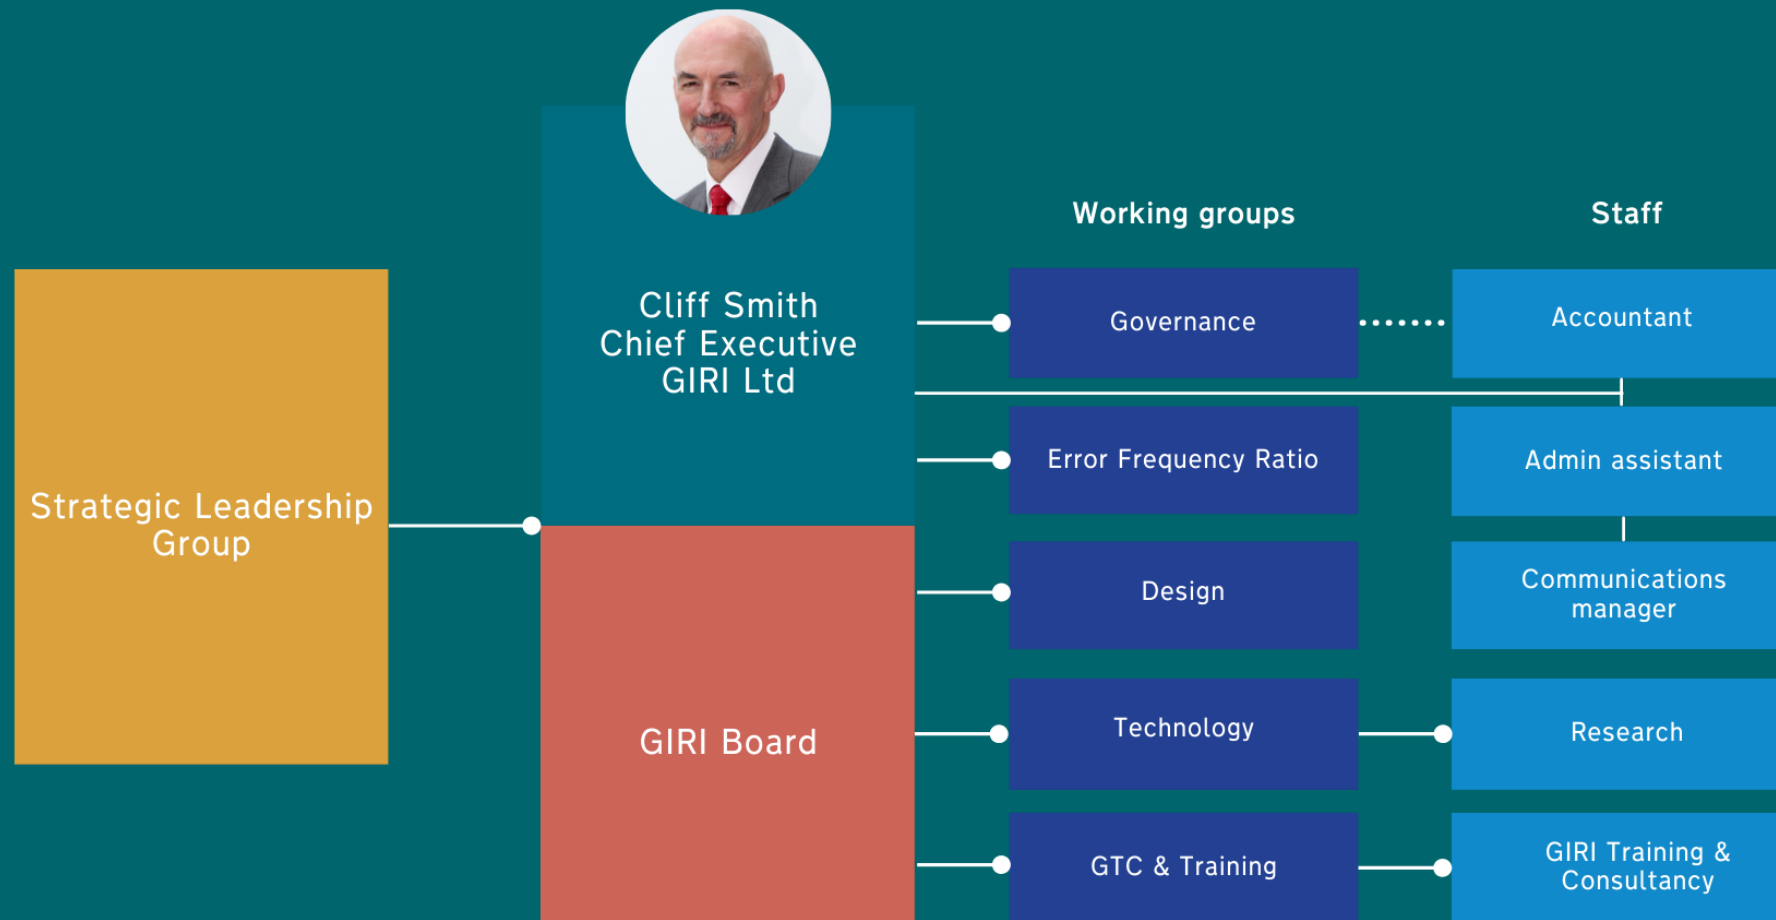 Strategic Leadership
Group
Cliff Smith
Chief Executive
GIRI Ltd
GIRI Board
Working groups
Governance
Error Frequency Ratio
Design
Technology
GTC & Training
Staff
Accountant
Admin assistant
Communications
manager
Research
GIRI Training &
Consultancy